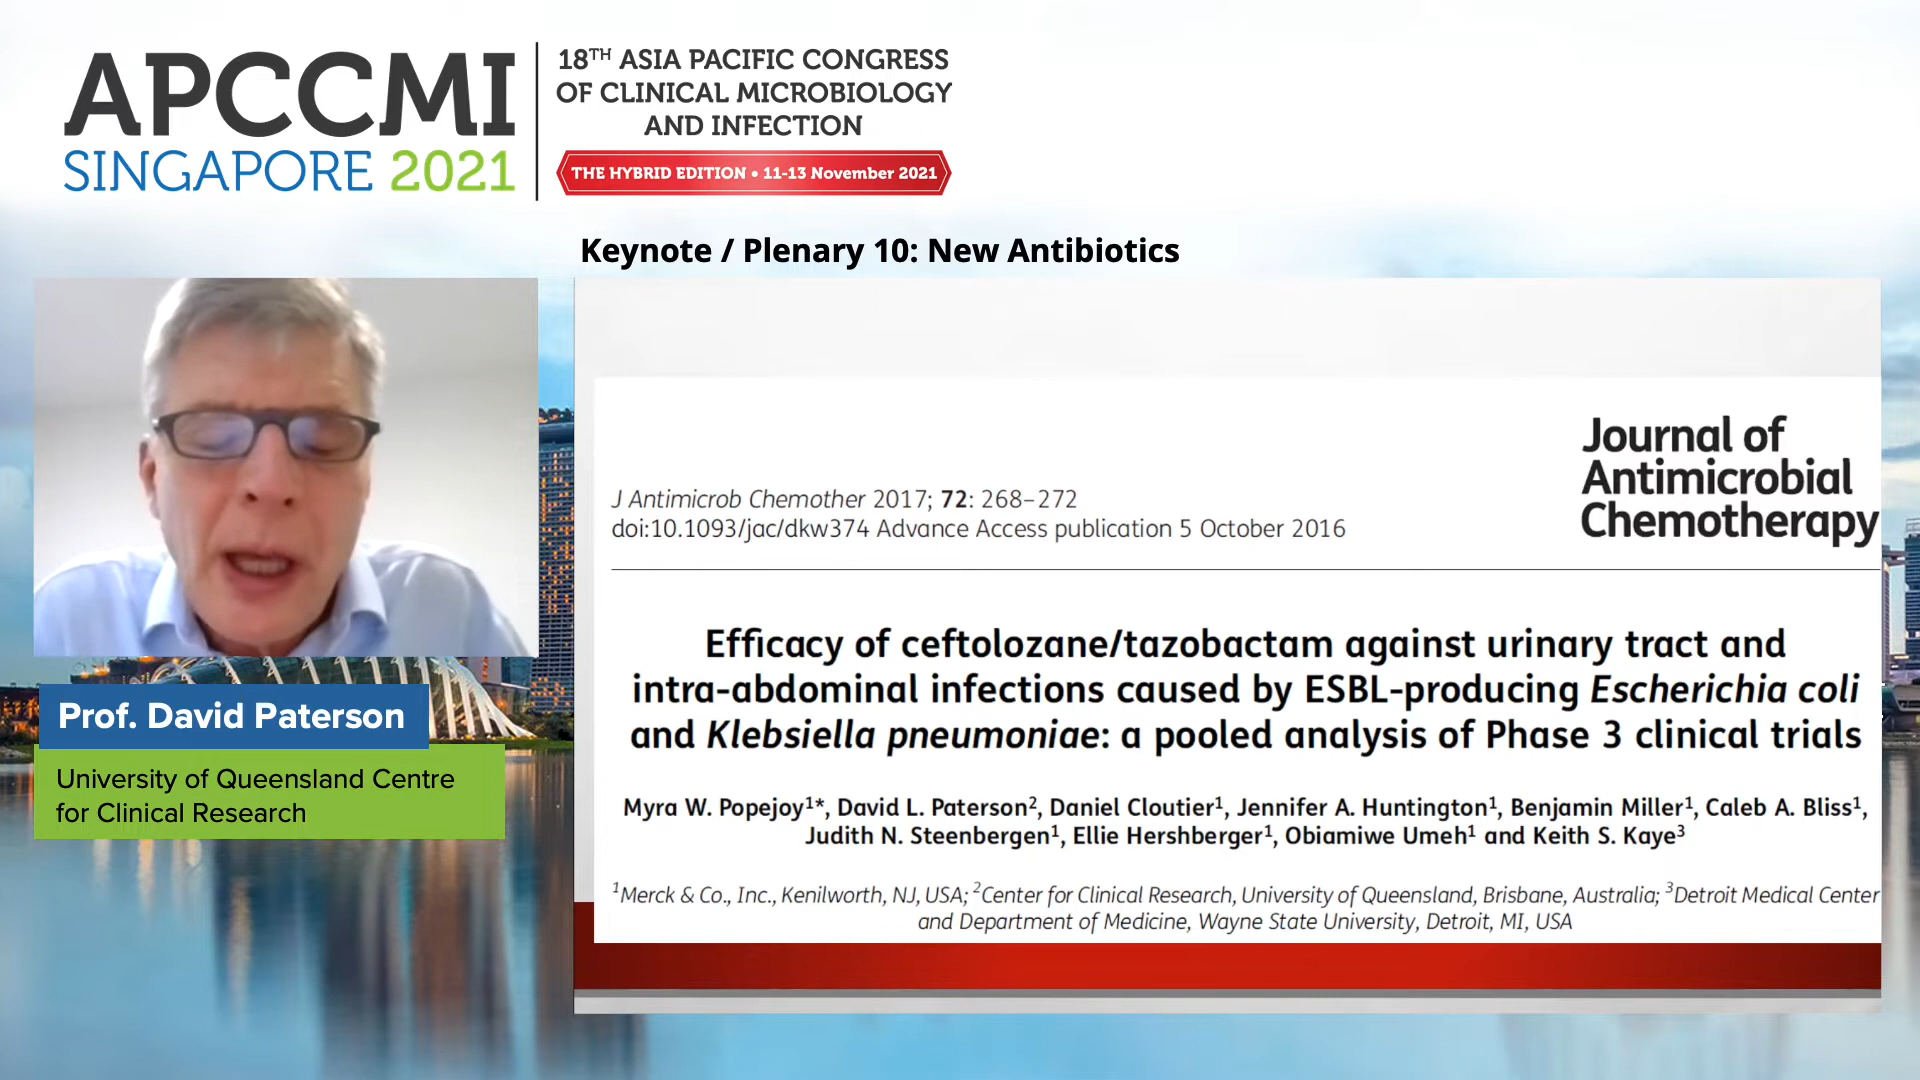 APCCMI
SINGAPORE 2021
18TH ASIA PACIFIC CONGRESS
OF CLINICAL MICROBIOLOGY
AND INFECTION
THE HYBRID EDITION • 11-13 November 2021
Keynote / Plenary 10: New Antibiotics
Prof. David Paterson
University of Queensland Centre
for Clinical Research
Journal of
Antimicrobial
Chemotherapy
J Antimicrob Chemother 2017; 72: 268–272
doi:10.1093/jac/dkw374 Advance Access publication 5 October 2016
Efficacy of ceftolozane/tazobactam against urinary tract and
intra-abdominal infections caused by ESBL-producing Escherichia coli
and Klebsiella pneumoniae: a pooled analysis of Phase 3 clinical trials
Myra W. Popejoy1*, David L. Paterson2, Daniel Cloutier1, Jennifer A. Huntington1, Benjamin Miller1, Caleb A. Bliss1,
Judith N. Steenbergen1, Ellie Hershberger1, Obiamiwe Umeh1 and Keith S. Kaye3
1Merck & Co., Inc., Kenilworth, NJ, USA; 2Center for Clinical Research, University of Queensland, Brisbane, Australia; 3Detroit Medical Center
and Department of Medicine, Wayne State University, Detroit, MI, USA